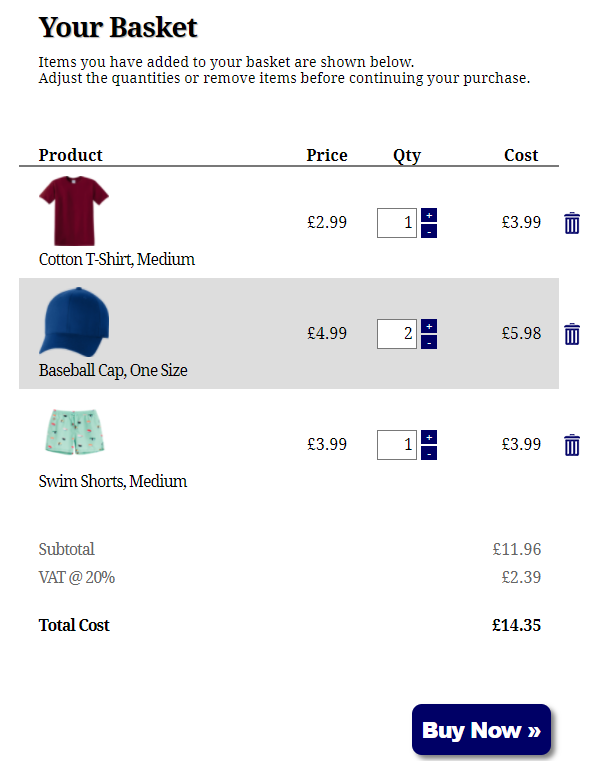 Your Basket
Items you have added to your basket are shown below.
Adjust the quantities or remove items before continuing your purchase.
Product Price Qty Cost
£2.99 1 + - £3.99
Cotton T-Shirt, Medium
£4.99 2 + - £5.98
Baseball Cap, One Size
£3.99 1 + - £3.99
Swim Shorts, Medium
Subtotal £11.96
VAT @ 20% £2.39
Total Cost £14.35
Buy Now »